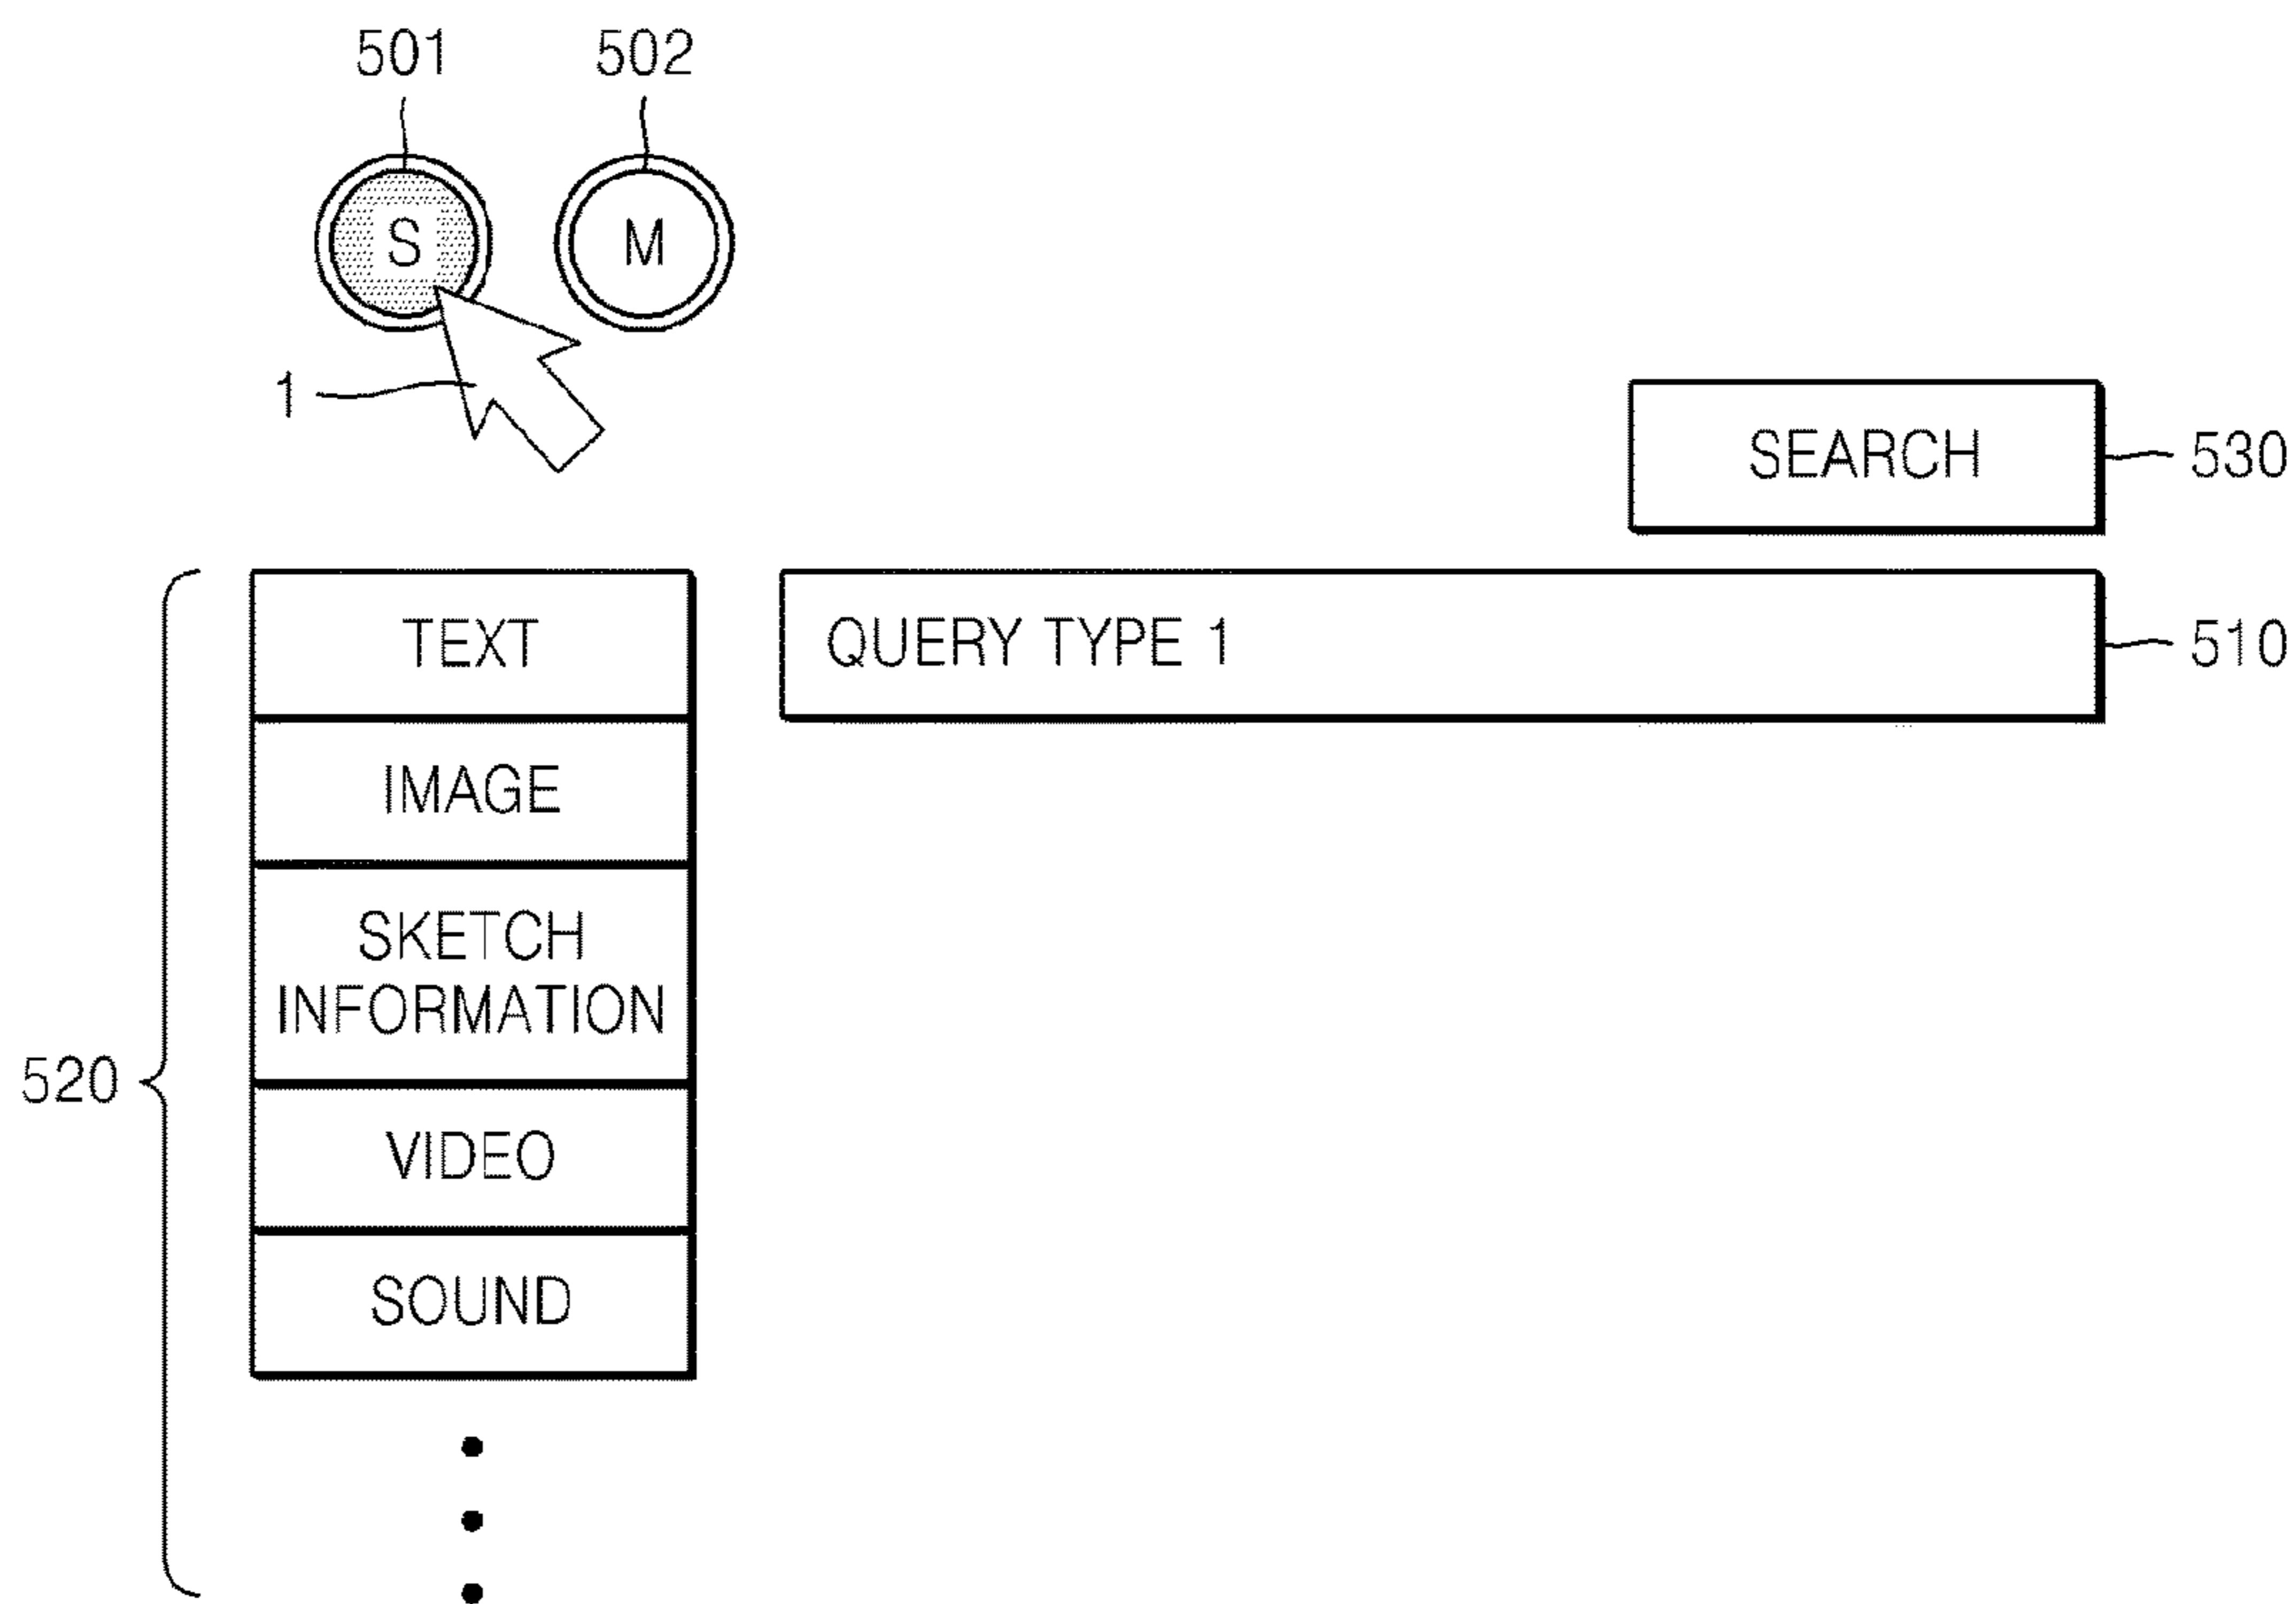 501 502
S M
1
SEARCH 530
TEXT QUERY TYPE 1 510
IMAGE
SKETCH
INFORMATION
520
VIDEO
SOUND